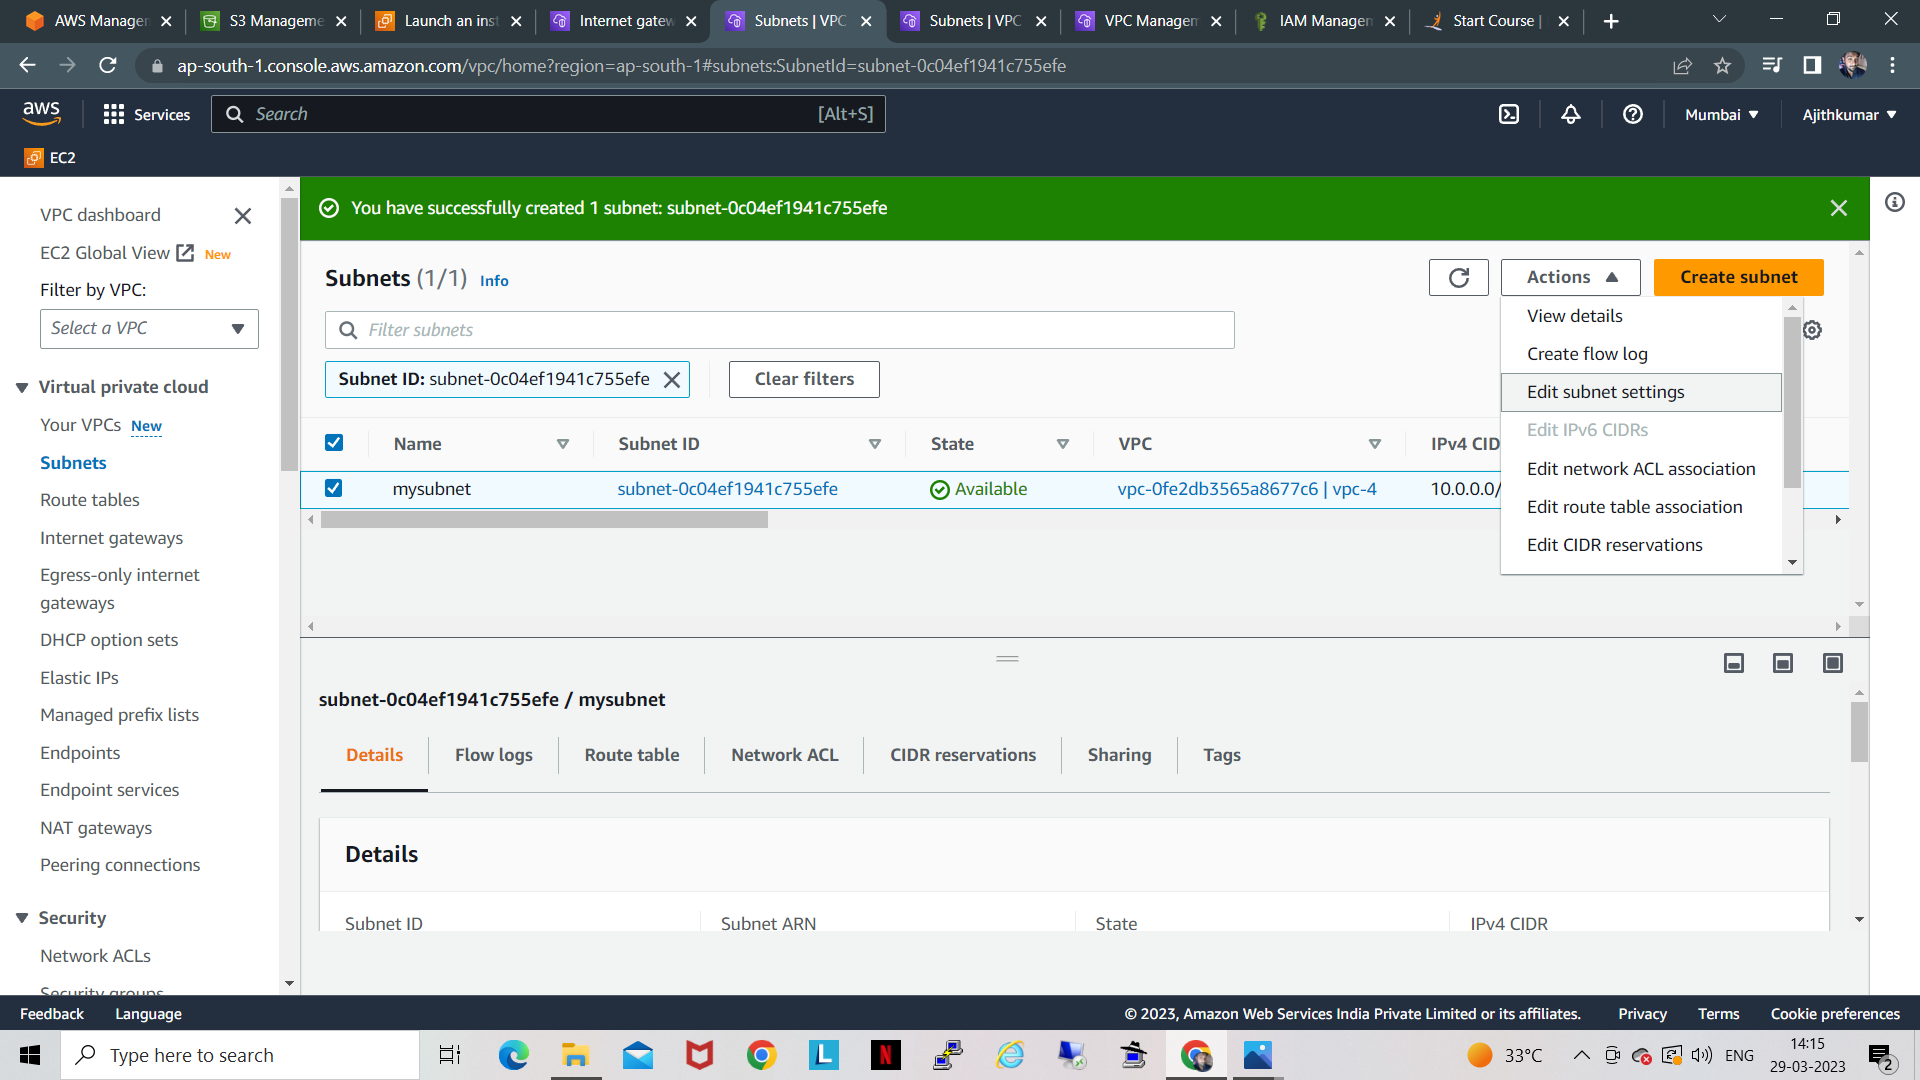 AWS Managem
S3 Manageme
Launch an inst
Internet gatew
Subnets | VPC
Subnets | VPC
VPC Managem
IAM Managem
Start Course |
ap-south-1.console.aws.amazon.com/vpc/home?region=ap-south-1#subnets:SubnetId=subnet-0c04ef1941c755efe
aws
Services
Search
[Alt+S]
Mumbai
Ajithkumar
EC2
VPC dashboard
EC2 Global View New
Filter by VPC:
Select a VPC
Virtual private cloud
Your VPCs New
Subnets
Route tables
Internet gateways
Egress-only internet
gateways
DHCP option sets
Elastic IPs
Managed prefix lists
Endpoints
Endpoint services
NAT gateways
Peering connections
Security
Network ACLs
Security groups
You have successfully created 1 subnet: subnet-0c04ef1941c755efe
Subnets (1/1) Info
Actions
Create subnet
Filter subnets
Subnet ID: subnet-0c04ef1941c755efe
Clear filters
View details
Create flow log
Edit subnet settings
Edit IPv6 CIDRs
Edit network ACL association
Edit route table association
Edit CIDR reservations
Name Subnet ID State VPC IPv4 CID
mysubnet subnet-0c04ef1941c755efe Available vpc-0fe2db3565a8677c6 | vpc-4 10.0.0.0/
subnet-0c04ef1941c755efe / mysubnet
Details Flow logs Route table Network ACL CIDR reservations Sharing Tags
Details
Subnet ID Subnet ARN State IPv4 CIDR
Feedback Language © 2023, Amazon Web Services India Private Limited or its affiliates. Privacy Terms Cookie preferences
Type here to search
L
N
33°C
ENG
14:15
29-03-2023
2